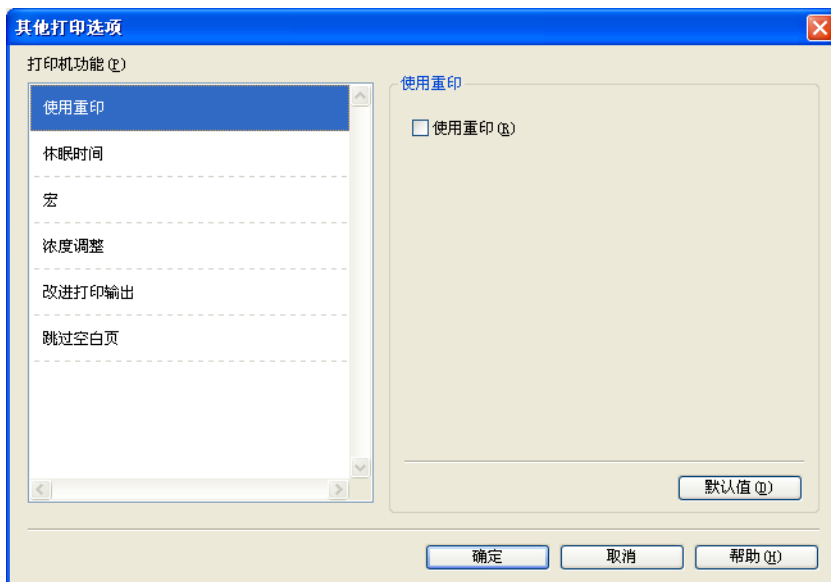 其他打印选项
打印机功能(P)
使用重印
休眠时间
宏
浓度调整
改进打印输出
跳过空白页
使用重印
使用重印(R)
默认值(D)
确定
取消
帮助(H)